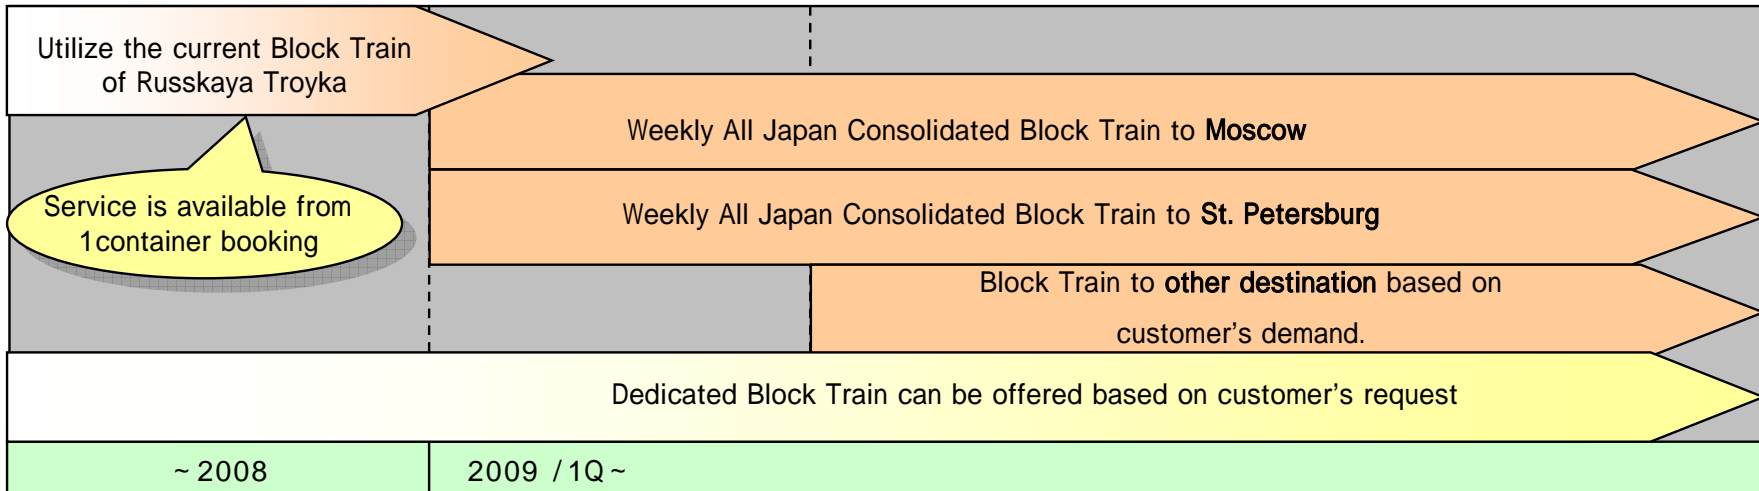 Utilize the current Block Train
of Russkaya Troyka
Weekly All Japan Consolidated Block Train to Moscow
Service is available from
1container booking
Weekly All Japan Consolidated Block Train to St. Petersburg
Block Train to other destination based on
customer's demand.
Dedicated Block Train can be offered based on customer's request
~ 2008
2009 / 1Q ~